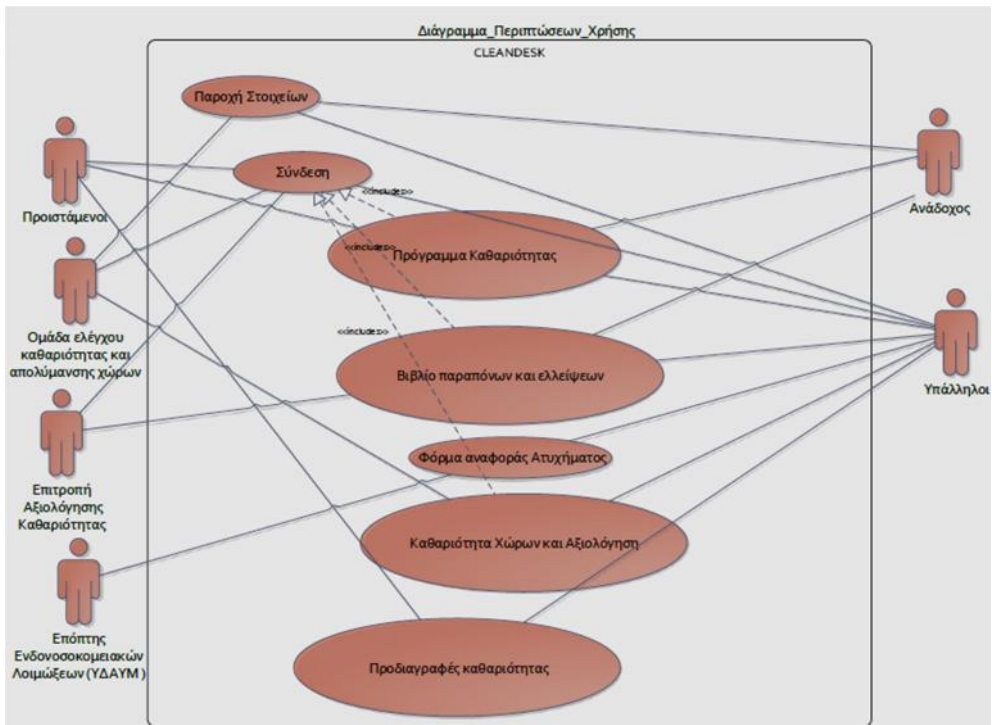 Διάγραμμα_Περιπτώσεων_Χρήσης
CLEANDESK
Παροχή Στοιχείων
Προιστάμενοι
Σύνδεση
<<includes>>
Ανάδοχος
<<includes>>
Πρόγραμμα Καθαριότητας
Ομάδα ελέγχου
καθαριότητας και
απολύμανσης χώρων
<<includes>>
Βιβλίο παραπόνων και ελλείψεων
Υπάλληλοι
Φόρμα αναφοράς Ατυχήματος
Επιτροπή
Αξιολόγησης
Καθαριότητας
Καθαριότητα Χώρων και Αξιολόγηση
Επόπτης
Ενδονοσοκομειακών
Λοιμώξεων (ΥΔΑΥΜ )
Προδιαγραφές καθαριότητας